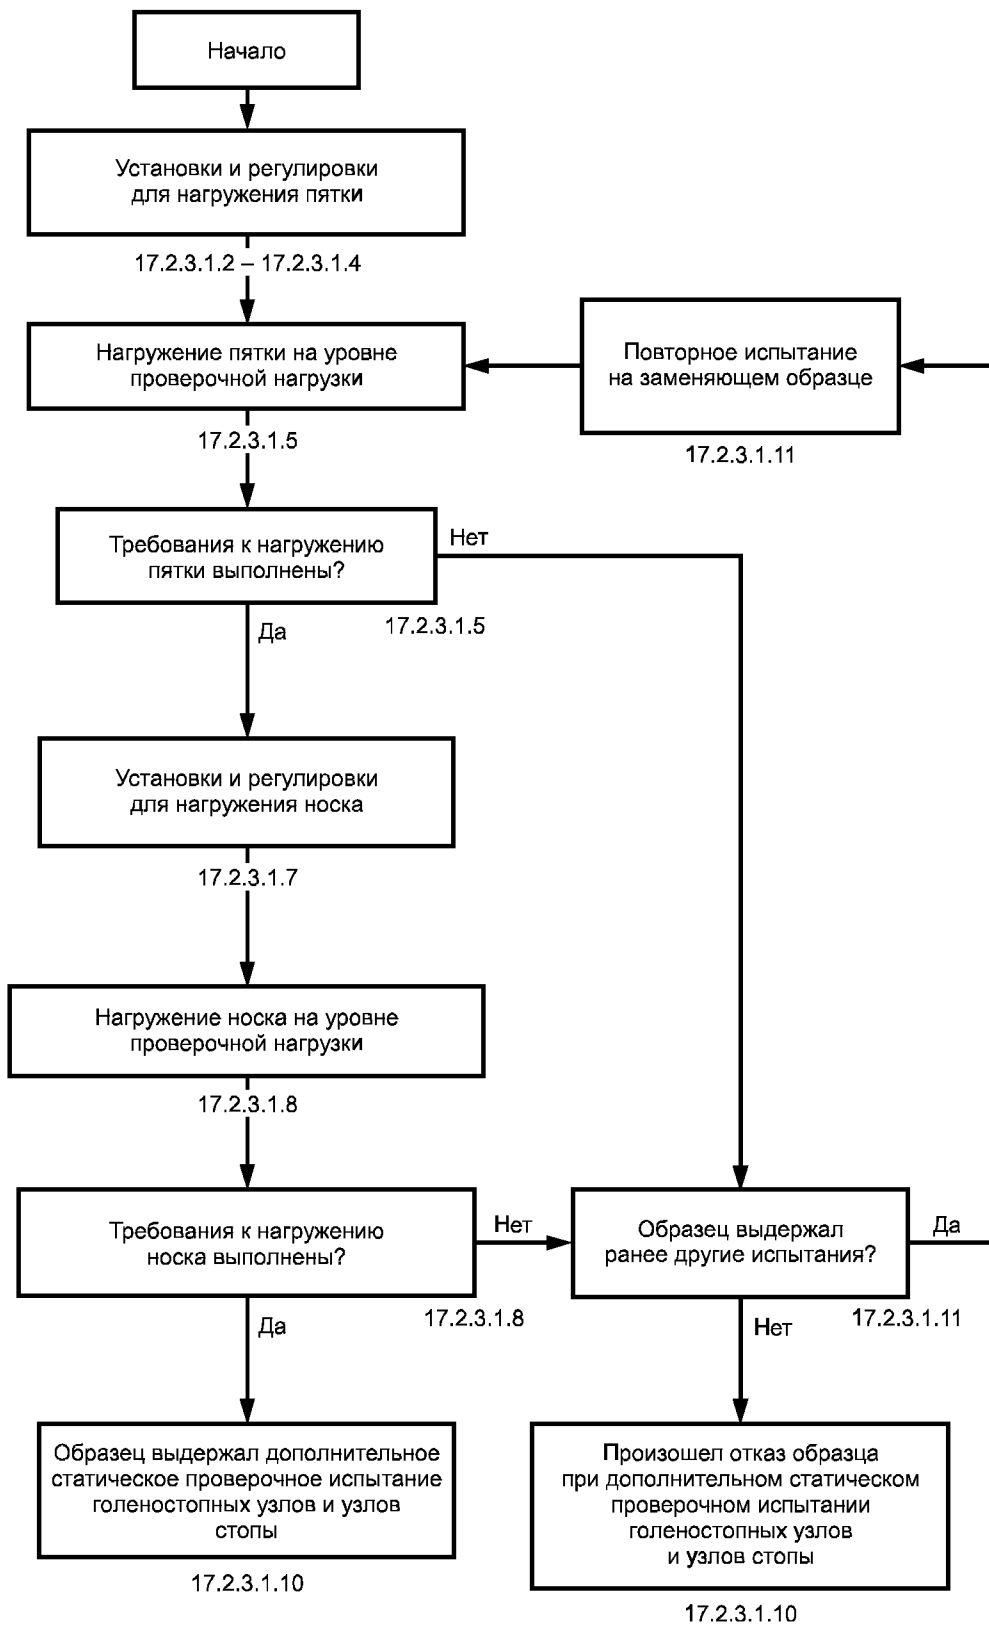 Начало
Установки и регулировки
для нагружения пятки
17.2.3.1.2 – 17.2.3.1.4
Нагружение пятки на уровне
проверочной нагрузки
17.2.3.1.5
Повторное испытание
на заменяющем образце
17.2.3.1.11
Требования к нагружению
пятки выполнены?
Нет
17.2.3.1.5
Да
Установки и регулировки
для нагружения носка
17.2.3.1.7
Нагружение носка на уровне
проверочной нагрузки
17.2.3.1.8
Требования к нагружению
носка выполнены?
Нет
17.2.3.1.8
Да
Образец выдержал
ранее другие испытания?
Да
17.2.3.1.11
Нет
Образец выдержал дополнительное
статическое проверочное испытание
голеностопных узлов и узлов
стопы
17.2.3.1.10
Произошел отказ образца
при дополнительном статическом
проверочном испытании
голеностопных узлов
и узлов стопы
17.2.3.1.10